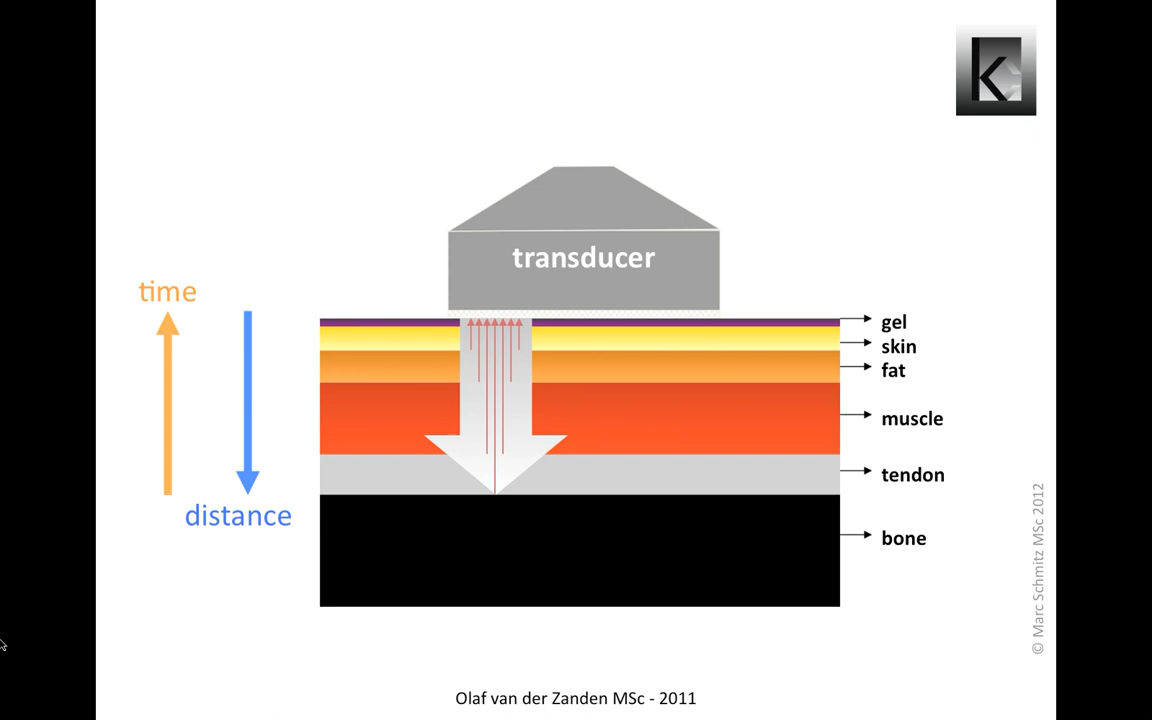 transducer
time
distance
gel
skin
fat
muscle
tendon
bone
© Marc Schmitz MSc 2012
Olaf van der Zanden MSc - 2011